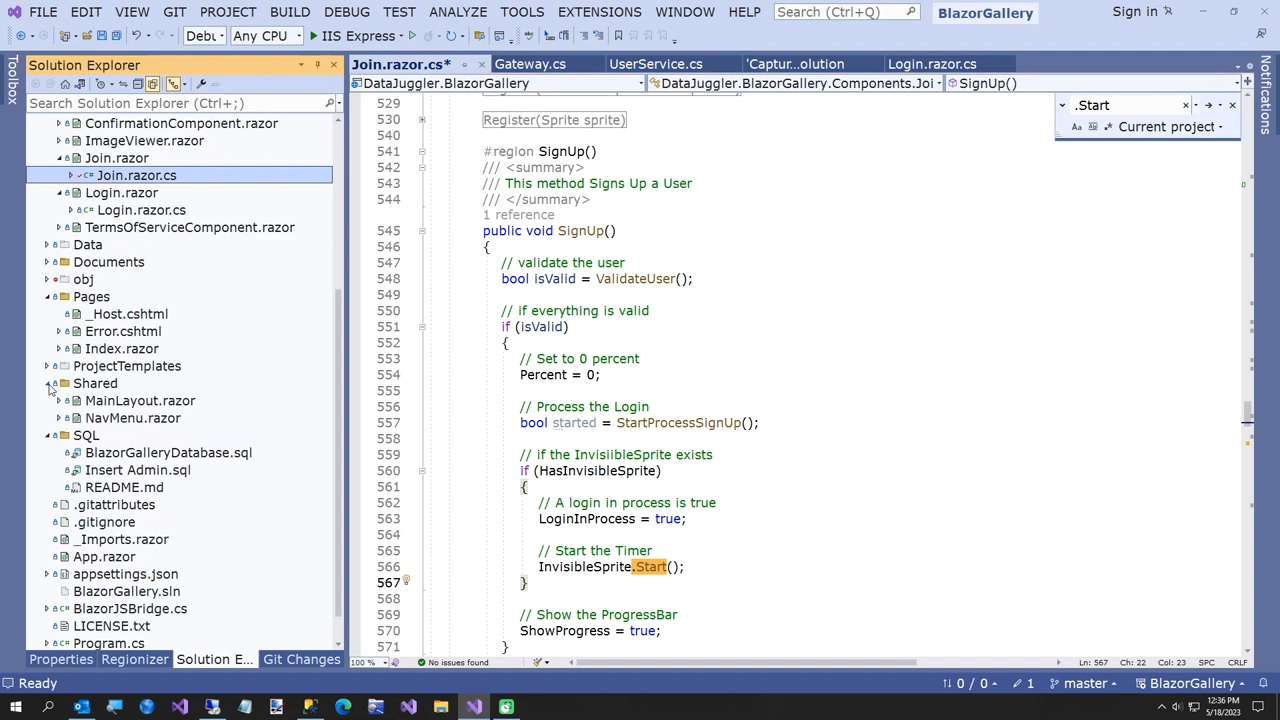 FILE EDIT VIEW GIT PROJECT BUILD DEBUG TEST ANALYZE TOOLS EXTENSIONS WINDOW HELP Search (Ctrl+Q) BlazorGallery Sign in
Debu Any CPU IIS Express
Toolbox
Solution Explorer
Search Solution Explorer (Ctrl+;)
ConfirmationComponent.razor
ImageViewer.razor
Join.razor
C# Join.razor.cs
Login.razor
C# Login.razor.cs
TermsOfServiceComponent.razor
Data
Documents
obj
Pages
_Host.cshtml
Error.cshtml
Index.razor
ProjectTemplates
Shared
MainLayout.razor
NavMenu.razor
SQL
BlazorGalleryDatabase.sql
Insert Admin.sql
README.md
.gitattributes
.gitignore
_Imports.razor
App.razor
appsettings.json
BlazorGallery.sln
C# BlazorJSBridge.cs
LICENSE.txt
C# Program.cs
Properties Regionizer Solution E... Git Changes
Join.razor.cs* Gateway.cs UserService.cs 'Captur...olution Login.razor.cs
DataJuggler.BlazorGallery DataJuggler.BlazorGallery.Components.Joi SignUp()
.Start
Aa Current project
529
530 Register(Sprite sprite)
540
541 #region SignUp()
542 /// <summary>
543 /// This method Signs Up a User
544 /// </summary>
1 reference
545 public void SignUp()
546 {
547 // validate the user
548 bool isValid = ValidateUser();
549
550 // if everything is valid
551 if (isValid)
552 {
553 // Set to 0 percent
554 Percent = 0;
555
556 // Process the Login
557 bool started = StartProcessSignUp();
558
559 // if the InvisiibleSprite exists
560 if (HasInvisibleSprite)
561 {
562 // A login in process is true
563 LoginInProcess = true;
564
565 // Start the Timer
566 InvisibleSprite.Start();
567 }
568
569 // Show the ProgressBar
570 ShowProgress = true;
571 }
100 % No issues found Ln: 567 Ch: 22 Col: 23 SPC CRLF
Notifications
Ready 0 / 0 1 master BlazorGallery
12:36 PM
5/18/2023